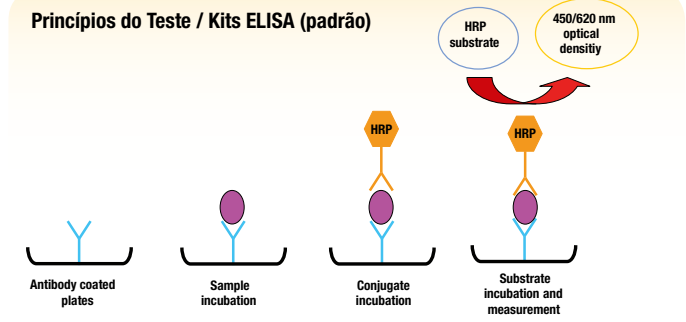 Princípios do Teste / Kits ELISA (padrão)
HRP
substrate
450/620 nm
optical
densitiy
HRP
HRP
Antibody coated
plates
Sample
incubation
Conjugate
incubation
Substrate
incubation and
measurement